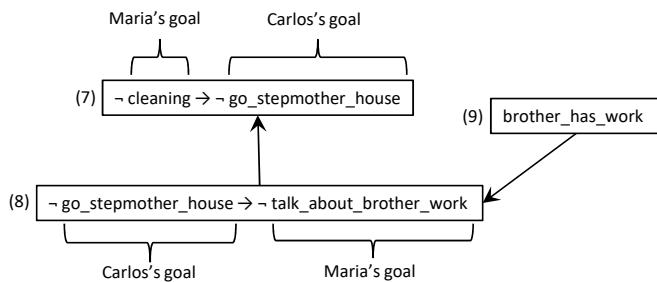 Maria's goal Carlos's goal
(7) ¬ cleaning → ¬ go_stepmother_house
(9) brother_has_work
(8) ¬ go_stepmother_house → ¬ talk_about_brother_work
Carlos's goal Maria's goal